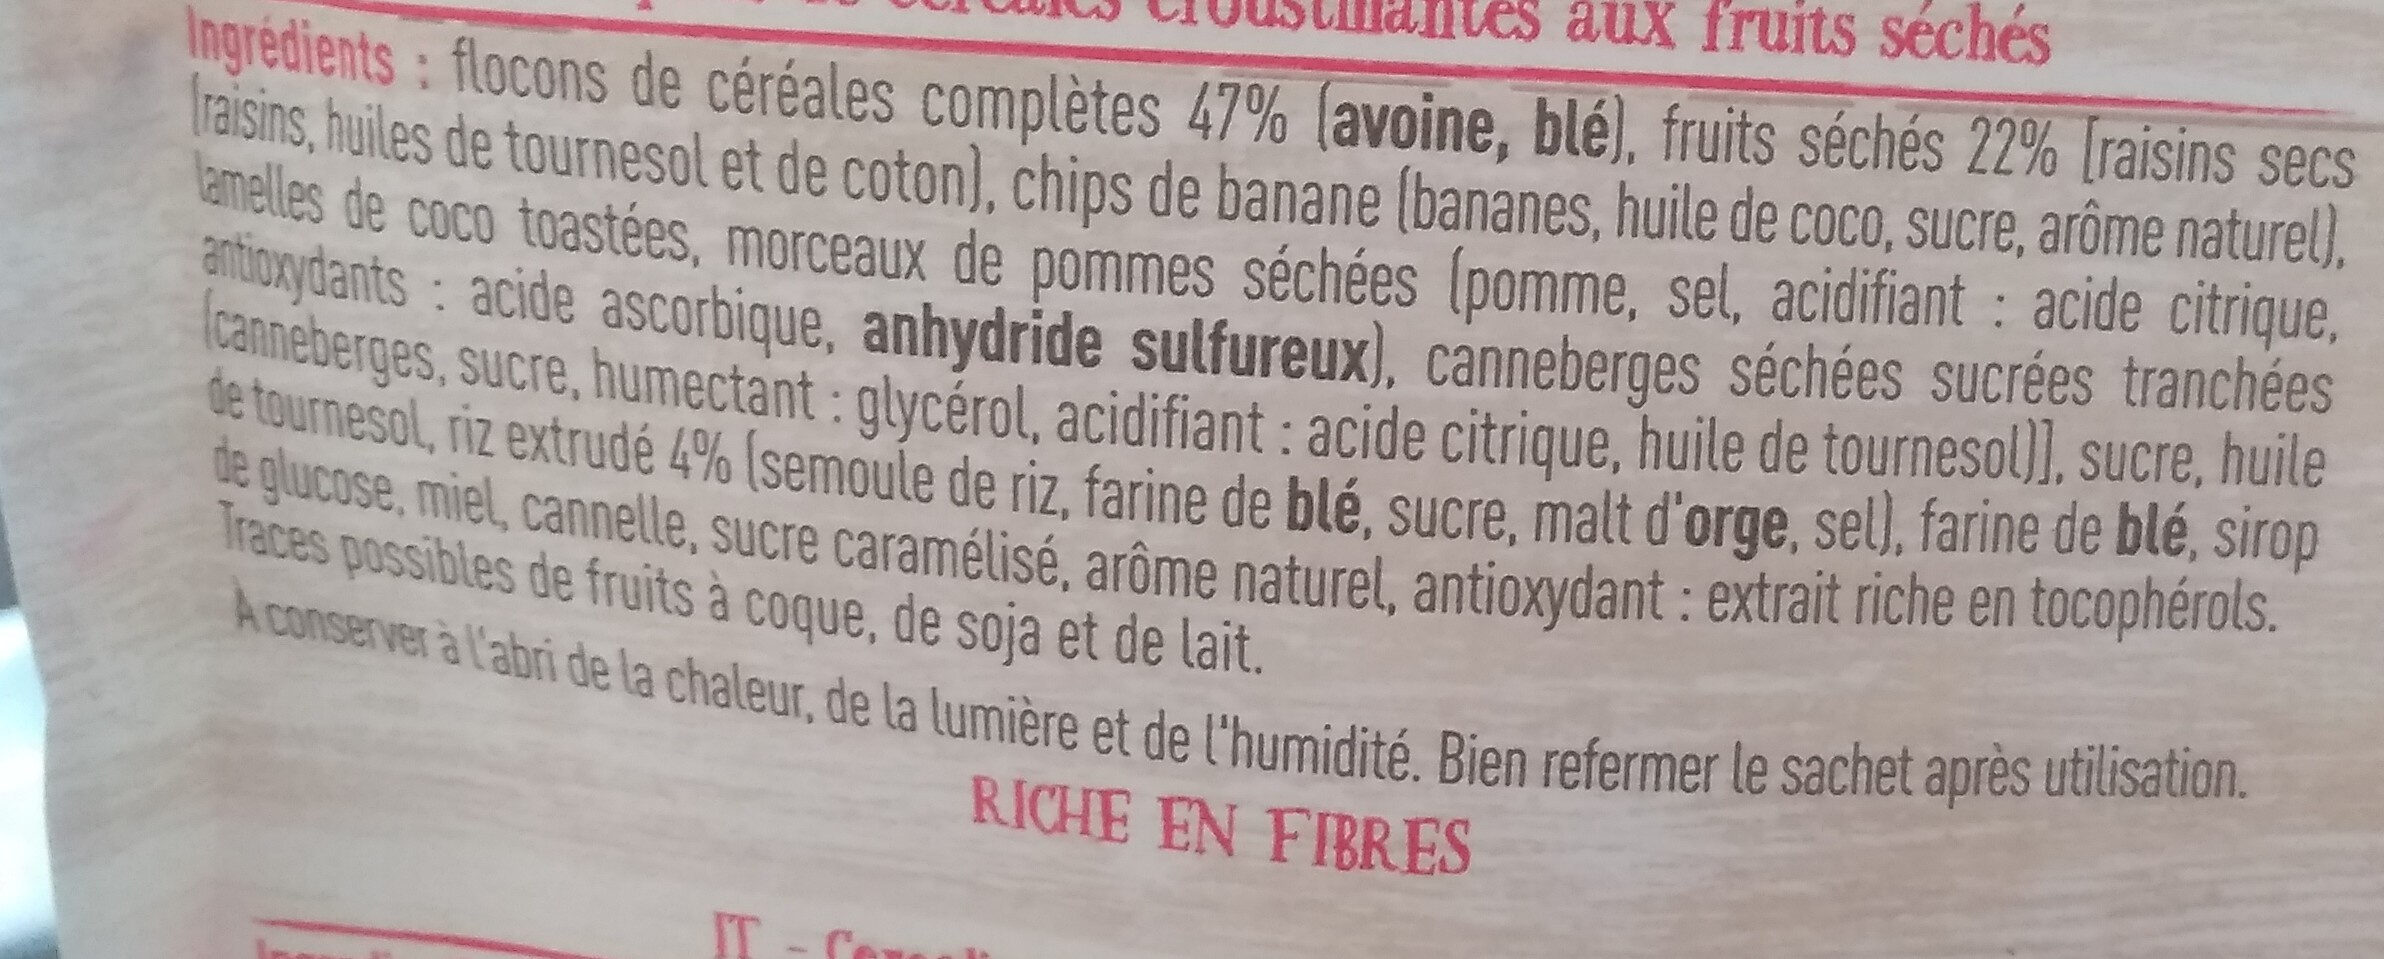 céréales croustillantes aux fruits séchés
Ingrédients : flocons de céréales complètes 47% (avoine, blé), fruits séchés 22% [raisins secs
(raisins, huiles de tournesol et de coton), chips de banane (bananes, huile de coco, sucre, arôme naturel),
lamelles de coco toastées, morceaux de pommes séchées (pomme, sel, acidifiant : acide citrique,
antioxydants : acide ascorbique, anhydride sulfureux), canneberges séchées sucrées tranchées
(canneberges, sucre, humectant : glycérol, acidifiant : acide citrique, huile de tournesol)], sucre, huile
de tournesol, riz extrudé 4% (semoule de riz, farine de blé, sucre, malt d'orge, sel), farine de blé, sirop
de glucose, miel, cannelle, sucre caramélisé, arôme naturel, antioxydant : extrait riche en tocophérols.
Traces possibles de fruits à coque, de soja et de lait.
A conserver à l'abri de la chaleur, de la lumière et de l'humidité. Bien refermer le sachet après utilisation.
RICHE EN FIBRES
IT -